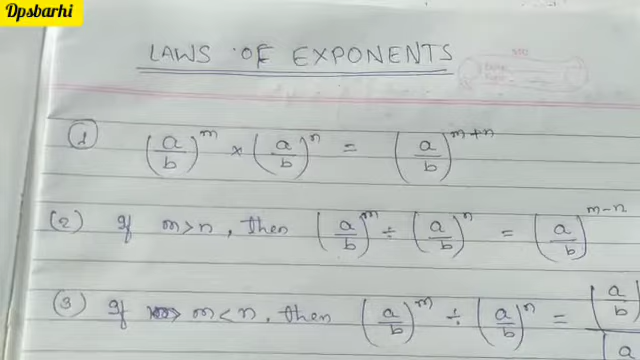 Dpsbarhi
LAWS OF EXPONENTS
(1) (a/b)^m × (a/b)^n = (a/b)^(m+n)
(2) If m>n, then (a/b)^m ÷ (a/b)^n = (a/b)^(m-n)
(3) If m<n, then (a/b)^m ÷ (a/b)^n = (a/b) (a